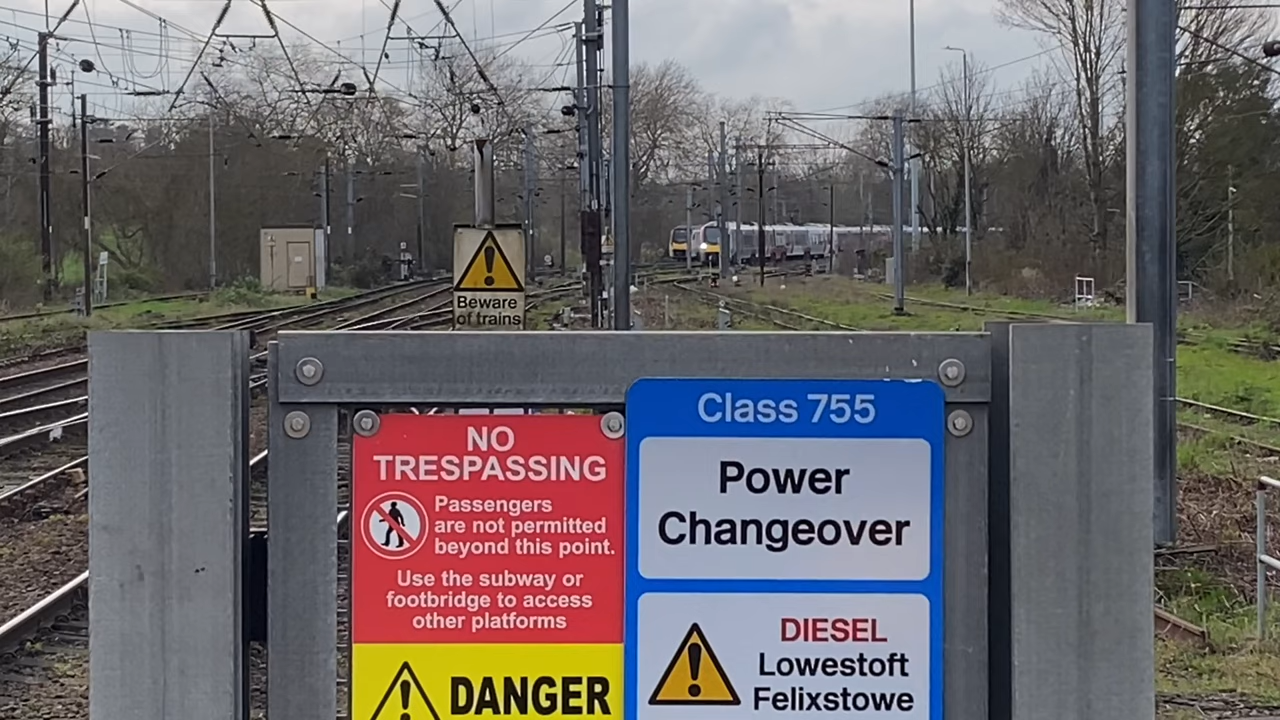 Beware
of trains
NO
TRESPASSING
Passengers
are not permitted
beyond this point.
Use the subway or
footbridge to access
other platforms
DANGER
Class 755
Power
Changeover
DIESEL
Lowestoft
Felixstowe